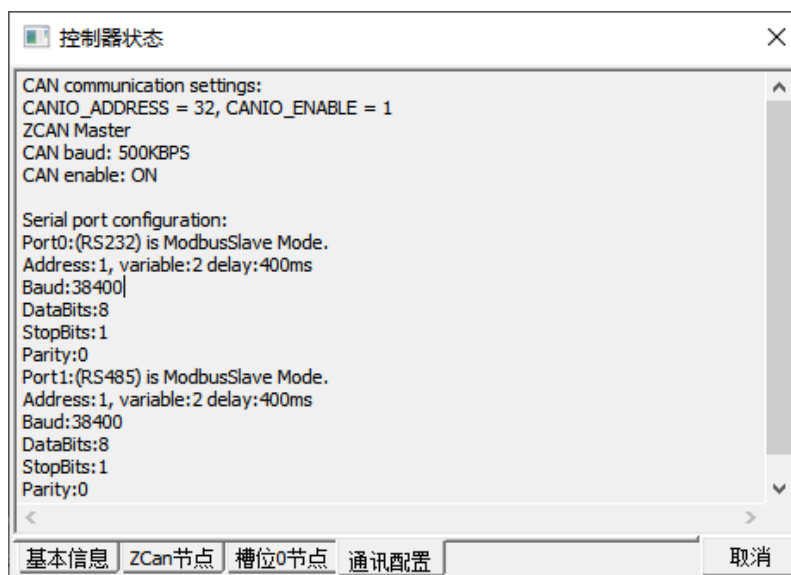 控制器状态
CAN communication settings:
CANIO_ADDRESS = 32, CANIO_ENABLE = 1
ZCAN Master
CAN baud: 500KBPS
CAN enable: ON
Serial port configuration:
Port0:(RS232) is ModbusSlave Mode.
Address:1, variable:2 delay:400ms
Baud:38400
DataBits:8
StopBits:1
Parity:0
Port1:(RS485) is ModbusSlave Mode.
Address:1, variable:2 delay:400ms
Baud:38400
DataBits:8
StopBits:1
Parity:0
基本信息 ZCan节点 槽位0节点 通讯配置 取消